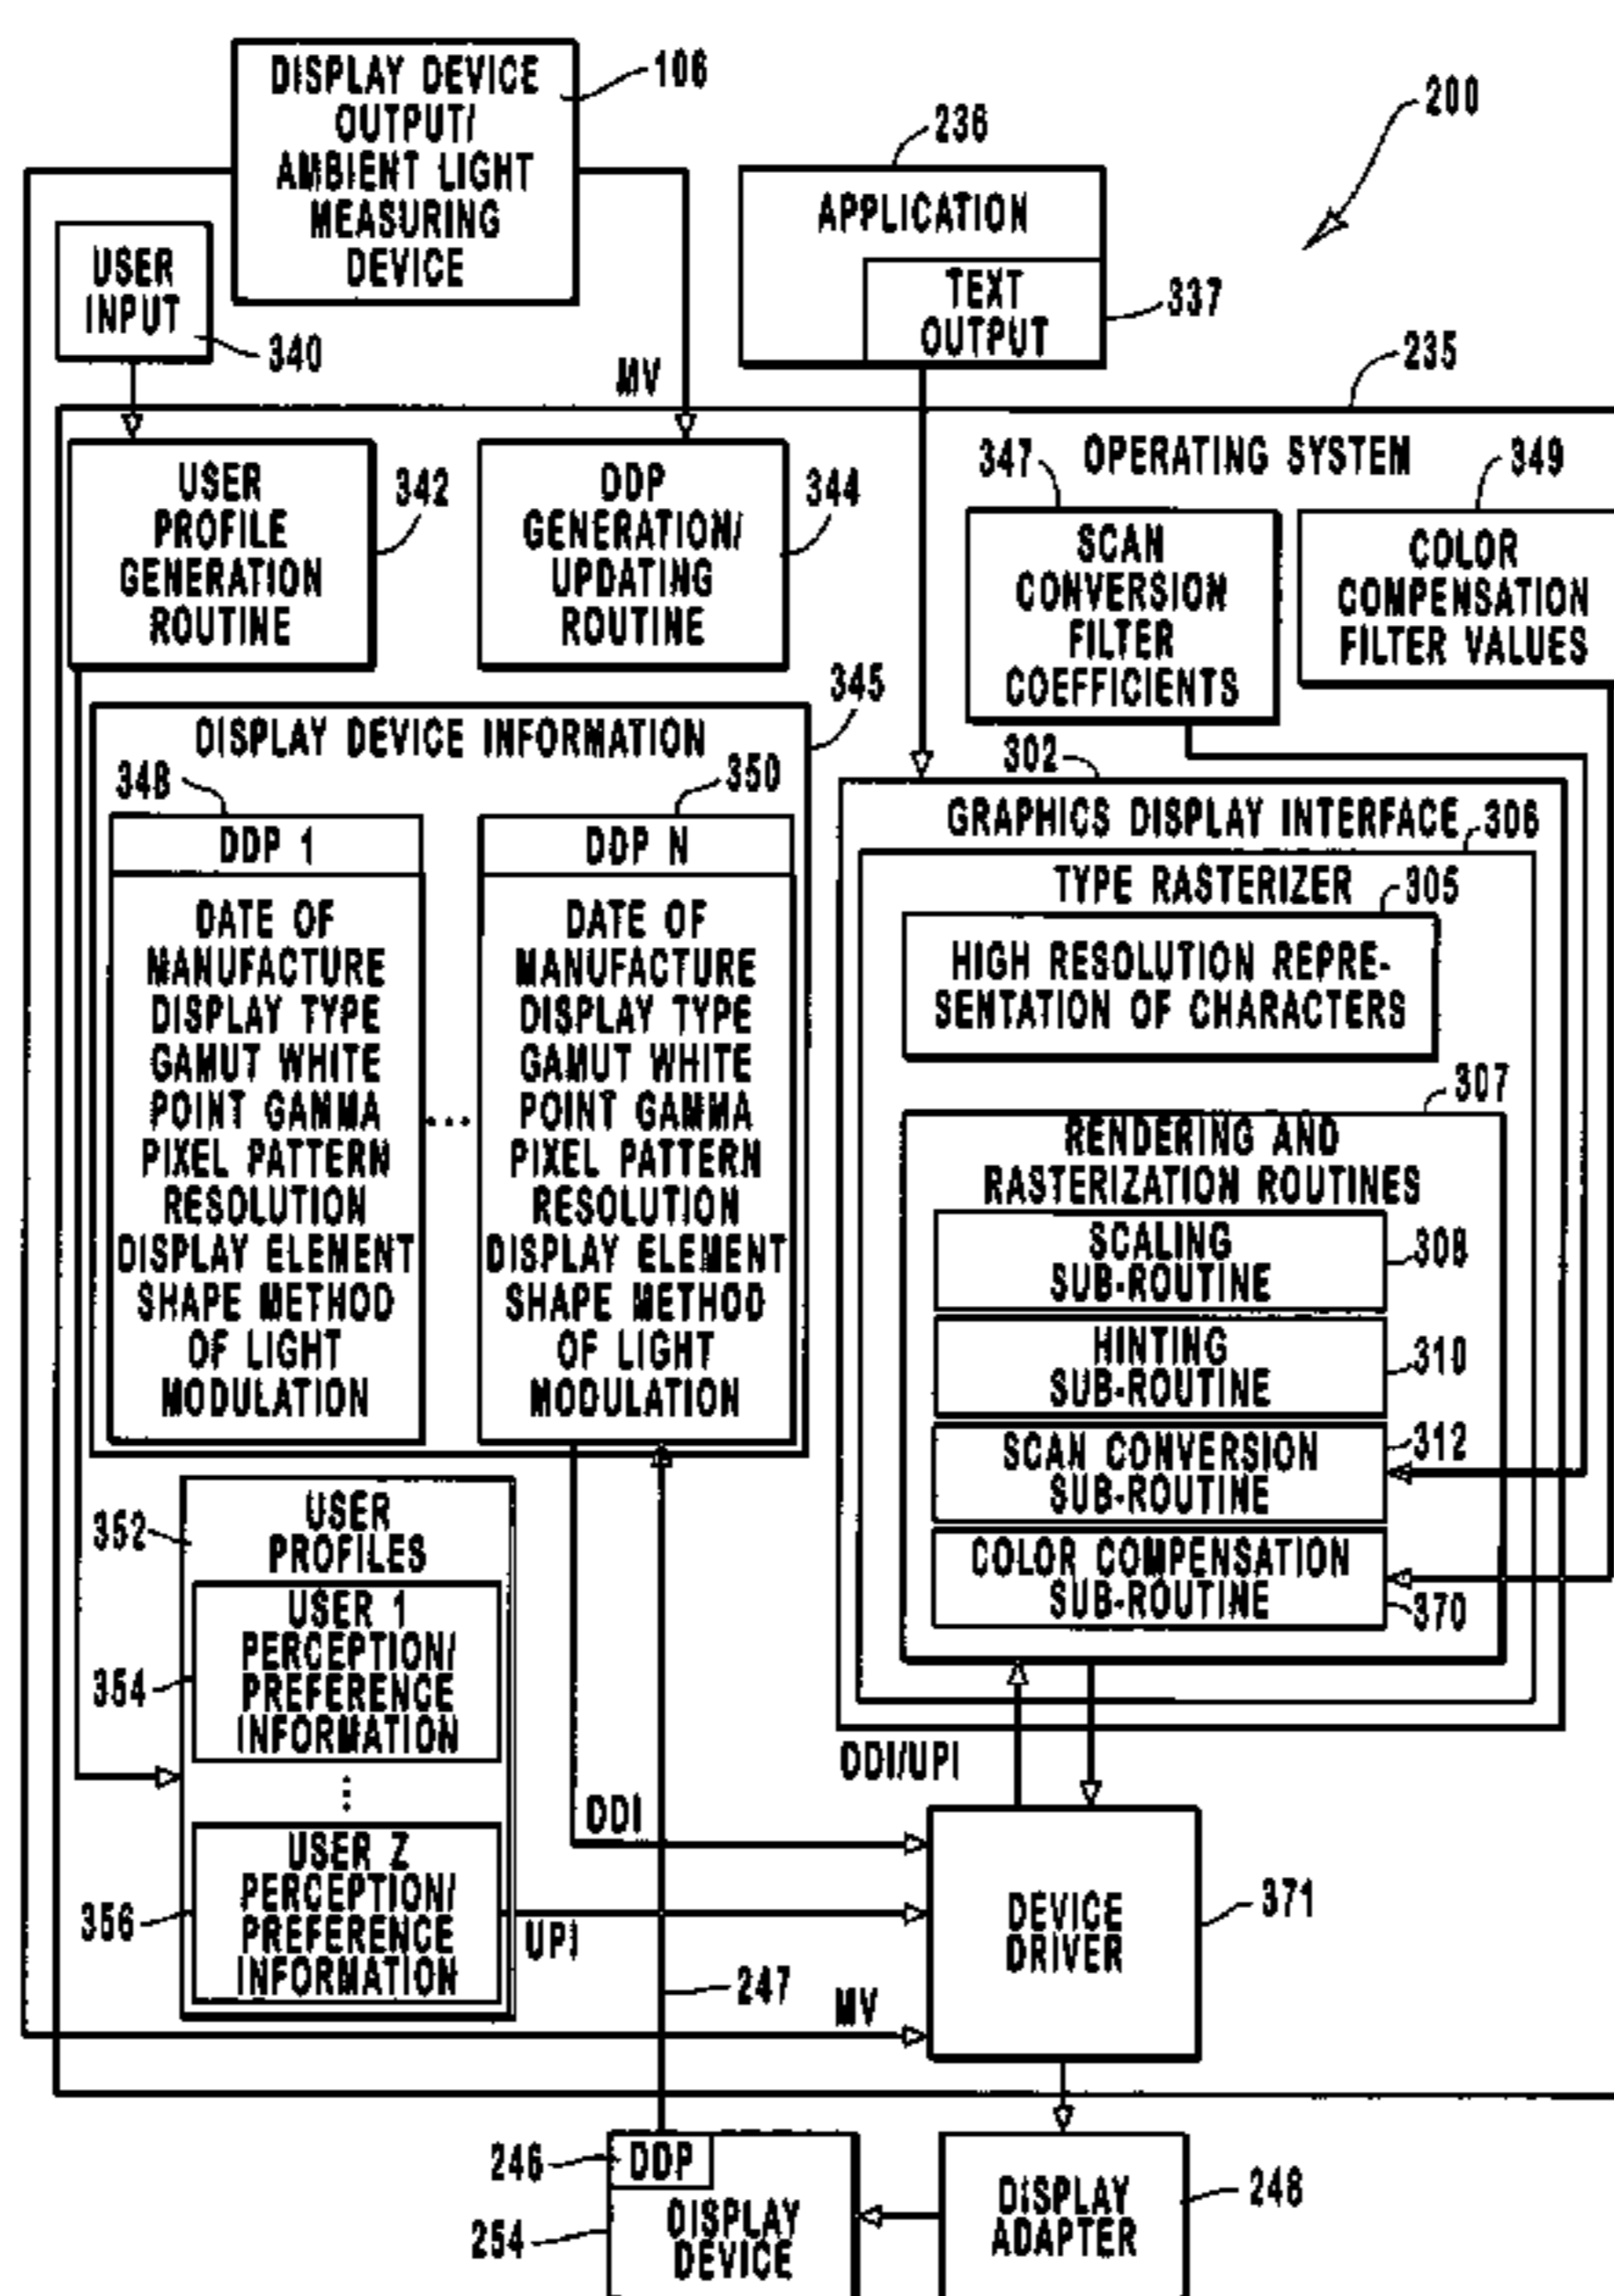 DISPLAY DEVICE
OUTPUT/
AMBIENT LIGHT
MEASURING
DEVICE
106
200
236
APPLICATION
TEXT
OUTPUT
337
USER
INPUT
340
MV
235
OPERATING SYSTEM
USER
PROFILE
GENERATION
ROUTINE
342
DDP
GENERATION/
UPDATING
ROUTINE
344
347
SCAN
CONVERSION
FILTER
COEFFICIENTS
349
COLOR
COMPENSATION
FILTER VALUES
345
DISPLAY DEVICE INFORMATION
348
DDP 1
DATE OF
MANUFACTURE
DISPLAY TYPE
GAMUT WHITE
POINT GAMMA
PIXEL PATTERN
RESOLUTION
DISPLAY ELEMENT
SHAPE METHOD
OF LIGHT
MODULATION
...
350
DDP N
DATE OF
MANUFACTURE
DISPLAY TYPE
GAMUT WHITE
POINT GAMMA
PIXEL PATTERN
RESOLUTION
DISPLAY ELEMENT
SHAPE METHOD
OF LIGHT
MODULATION
302
GRAPHICS DISPLAY INTERFACE
306
TYPE RASTERIZER
305
HIGH RESOLUTION REPRE-
SENTATION OF CHARACTERS
307
RENDERING AND
RASTERIZATION ROUTINES
SCALING
SUB-ROUTINE
308
HINTING
SUB-ROUTINE
310
SCAN CONVERSION
SUB-ROUTINE
312
COLOR COMPENSATION
SUB-ROUTINE
370
352
USER
PROFILES
USER 1
PERCEPTION/
PREFERENCE
INFORMATION
354
⋮
USER Z
PERCEPTION/
PREFERENCE
INFORMATION
356
DDI/UPI
DDI
UPI
247
MV
DEVICE
DRIVER
371
246
DDP
254
DISPLAY
DEVICE
DISPLAY
ADAPTER
248